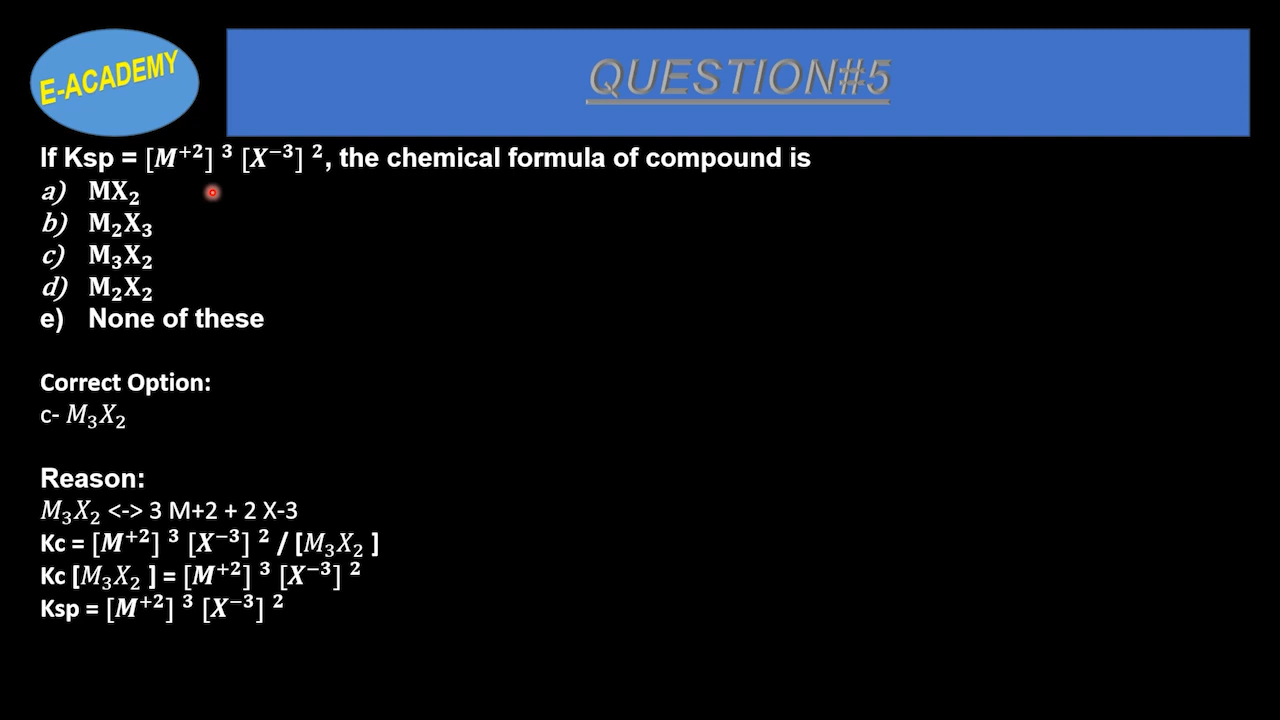 E-ACADEMY
QUESTION#5
If Ksp = [M⁺²] ³ [X⁻³] ², the chemical formula of compound is
a) MX₂
b) M₂X₃
c) M₃X₂
d) M₂X₂
e) None of these
Correct Option:
c- M₃X₂
Reason:
M₃X₂ <-> 3 M+2 + 2 X-3
Kc = [M⁺²] ³ [X⁻³] ² / [M₃X₂ ]
Kc [M₃X₂ ] = [M⁺²] ³ [X⁻³] ²
Ksp = [M⁺²] ³ [X⁻³] ²